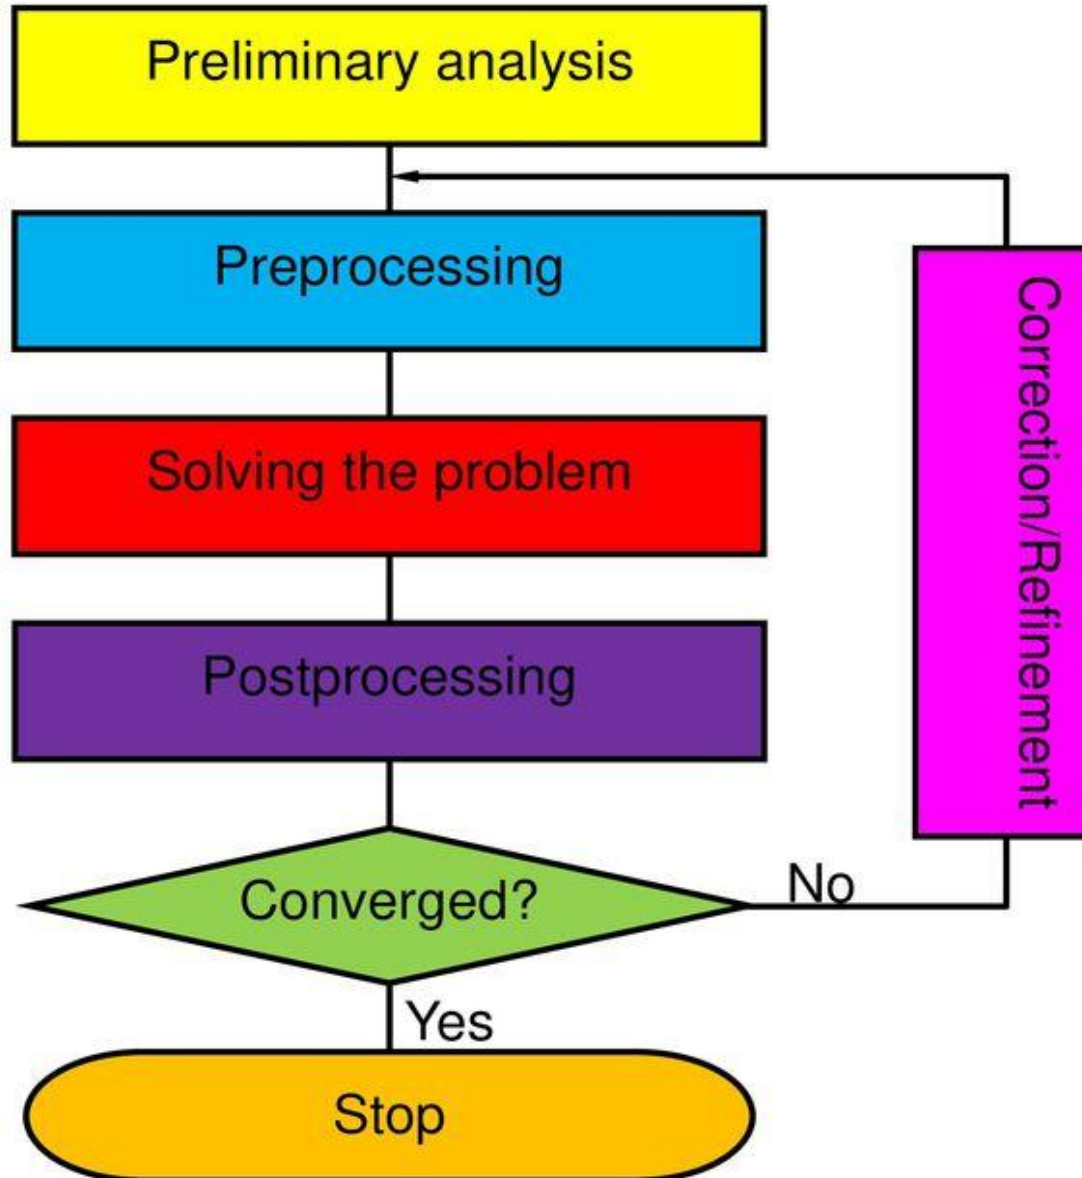 Preliminary analysis
Preprocessing
Solving the problem
Postprocessing
Converged?
No
Correction/Refinement
Yes
Stop